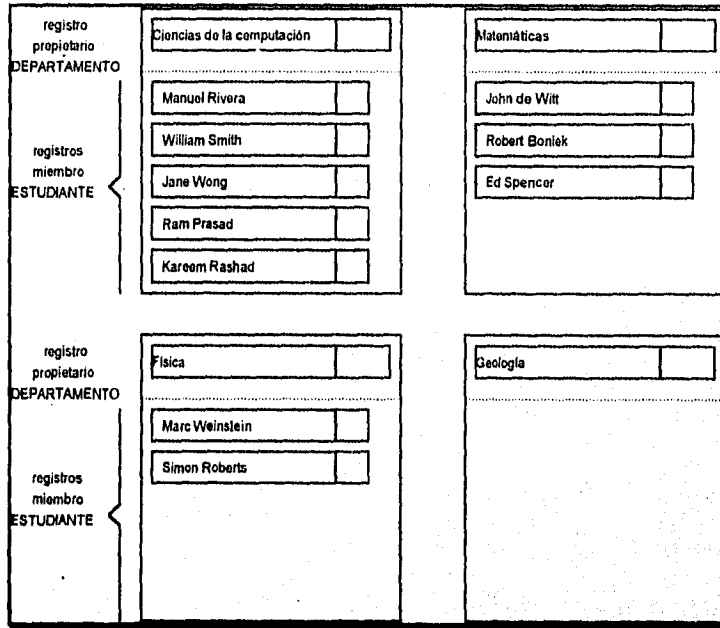 registro
propietario
DEPARTAMENTO
Ciencias de la computación
Matemáticas
registros
miembro
ESTUDIANTE
Manuel Rivera
William Smith
Jane Wong
Ram Prasad
Kareem Rashad
John de Witt
Robert Boniek
Ed Spencer
registro
propietario
DEPARTAMENTO
Física
Geología
registros
miembro
ESTUDIANTE
Marc Weinstein
Simon Roberts